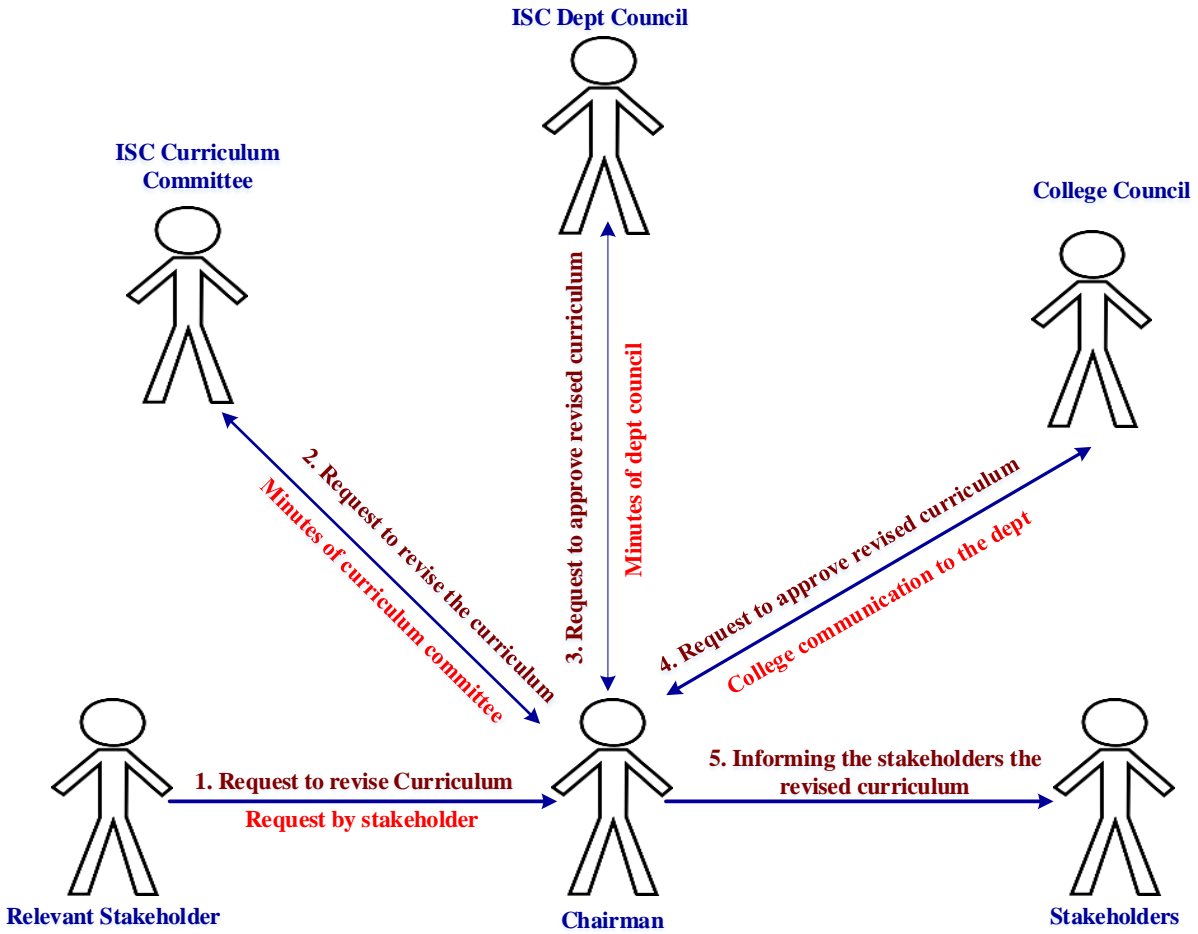 ISC Dept Council
ISC Curriculum
Committee
College Council
3. Request to approve revised curriculum
Minutes of dept council
2. Request to revise the curriculum
Minutes of curriculum committee
4. Request to approve revised curriculum
College communication to the dept
1. Request to revise Curriculum
Request by stakeholder
5. Informing the stakeholders the
revised curriculum
Relevant Stakeholder
Chairman
Stakeholders